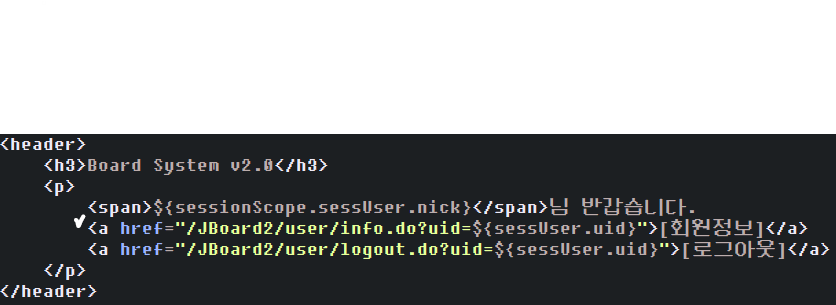 <header>
<h3>Board System v2.0</h3>
<p>
<span>${sessionScope.sessUser.nick}</span>님 반갑습니다.
<a href="/JBoard2/user/info.do?uid=${sessUser.uid}">[회원정보]</a>
<a href="/JBoard2/user/logout.do?uid=${sessUser.uid}">[로그아웃]</a>
</p>
</header>